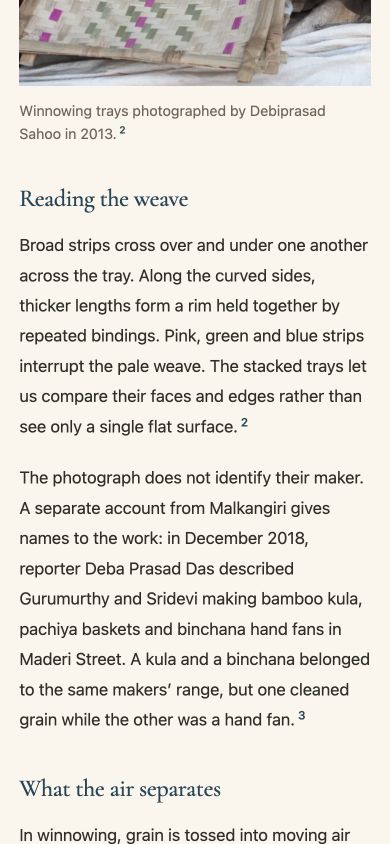 Winnowing trays photographed by Debiprasad
Sahoo in 2013. 2
Reading the weave
Broad strips cross over and under one another
across the tray. Along the curved sides,
thicker lengths form a rim held together by
repeated bindings. Pink, green and blue strips
interrupt the pale weave. The stacked trays let
us compare their faces and edges rather than
see only a single flat surface. 2
The photograph does not identify their maker.
A separate account from Malkangiri gives
names to the work: in December 2018,
reporter Deba Prasad Das described
Gurumurthy and Sridevi making bamboo kula,
pachiya baskets and binchana hand fans in
Maderi Street. A kula and a binchana belonged
to the same makers’ range, but one cleaned
grain while the other was a hand fan. 3
What the air separates
In winnowing, grain is tossed into moving air